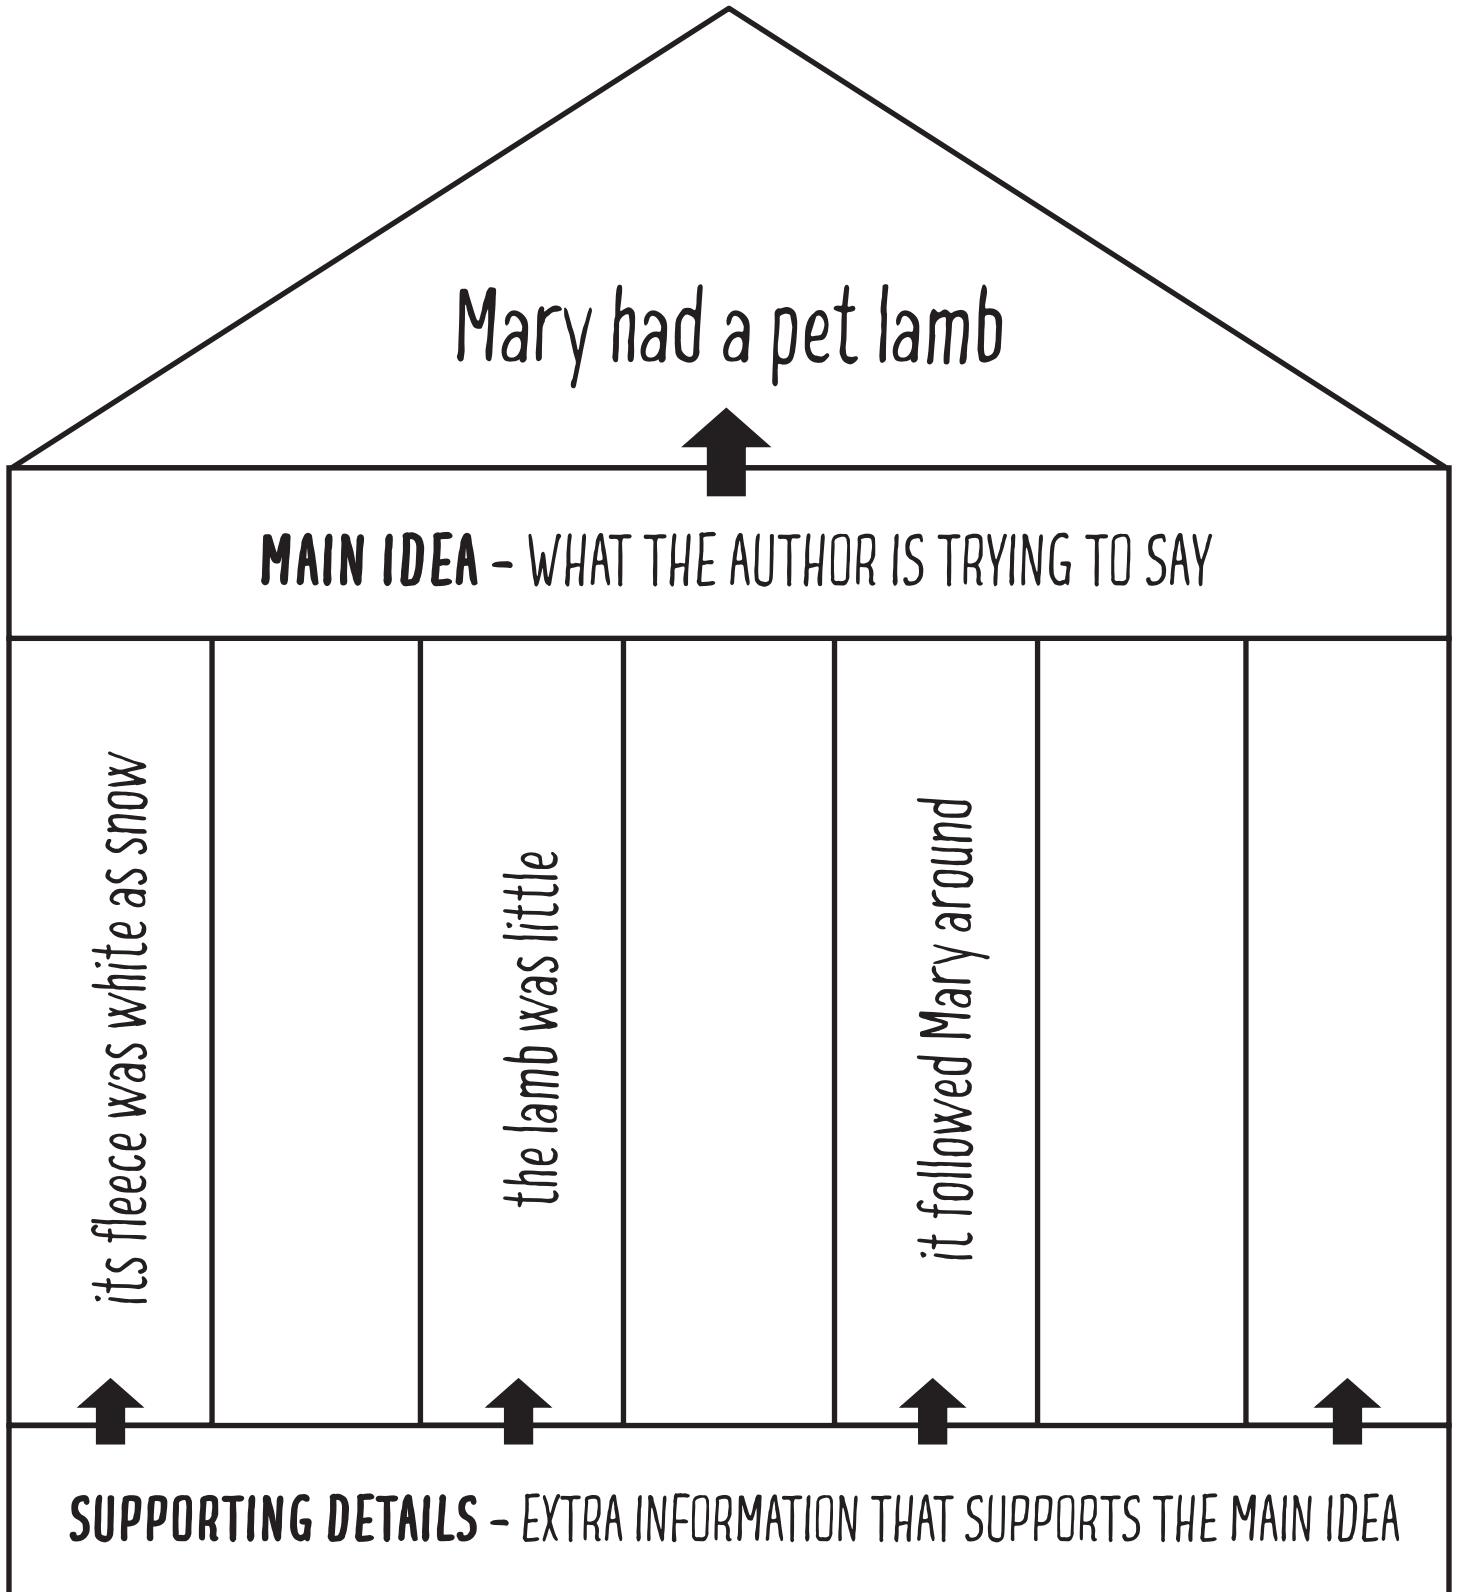 Mary had a pet lamb
MAIN IDEA – WHAT THE AUTHOR IS TRYING TO SAY
its fleece was white as snow
the lamb was little
it followed Mary around
SUPPORTING DETAILS – EXTRA INFORMATION THAT SUPPORTS THE MAIN IDEA